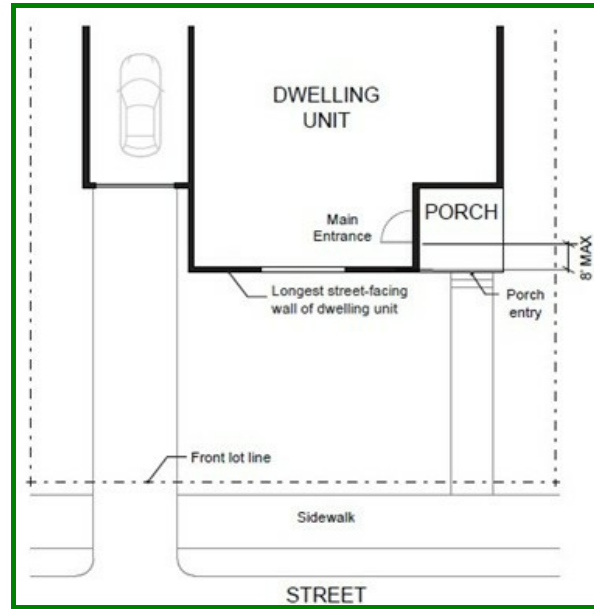 DWELLING
UNIT
Main
Entrance
PORCH
8' MAX
Longest street-facing
wall of dwelling unit
Porch
entry
Front lot line
Sidewalk
STREET